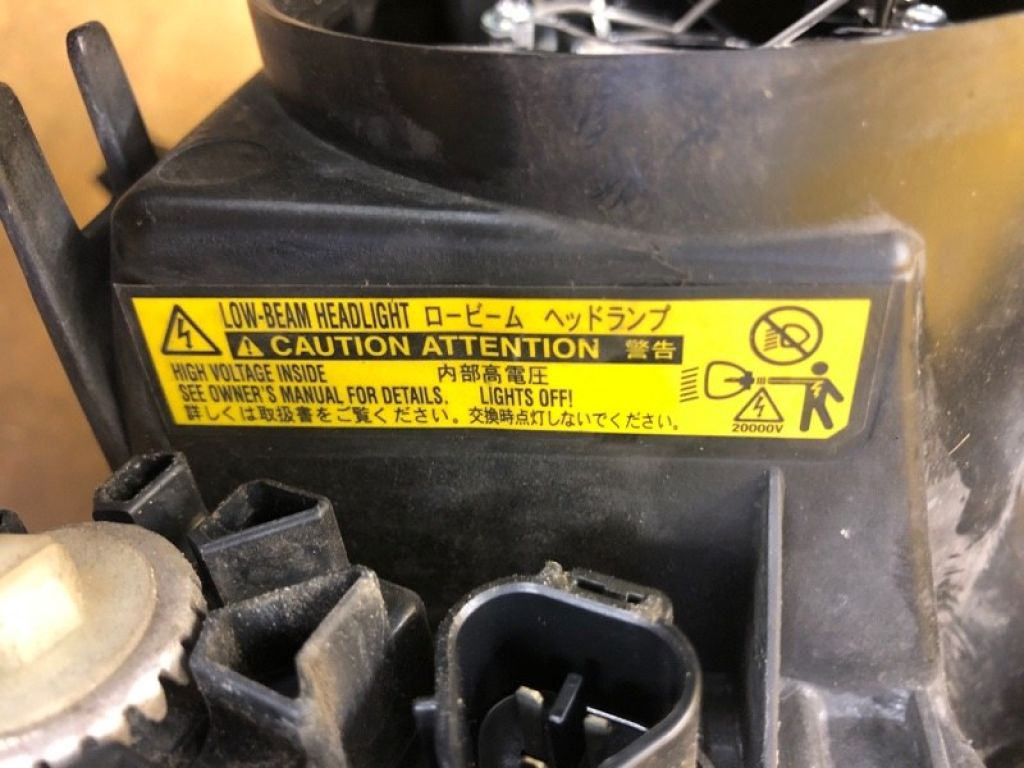 LOW-BEAM HEADLIGHT ロービーム ヘッドランプ
CAUTION ATTENTION 警告
HIGH VOLTAGE INSIDE 内部高電圧
SEE OWNER'S MANUAL FOR DETAILS. LIGHTS OFF!
詳しくは取扱書をご覧ください。交換時点灯しないでください。
20000V